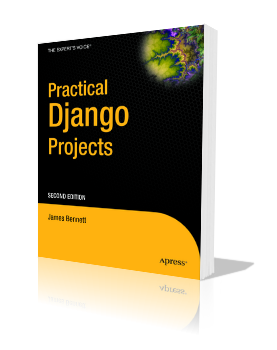 THE EXPERT'S VOICE®
Practical
Django
Projects
SECOND EDITION
James Bennett
Apress®